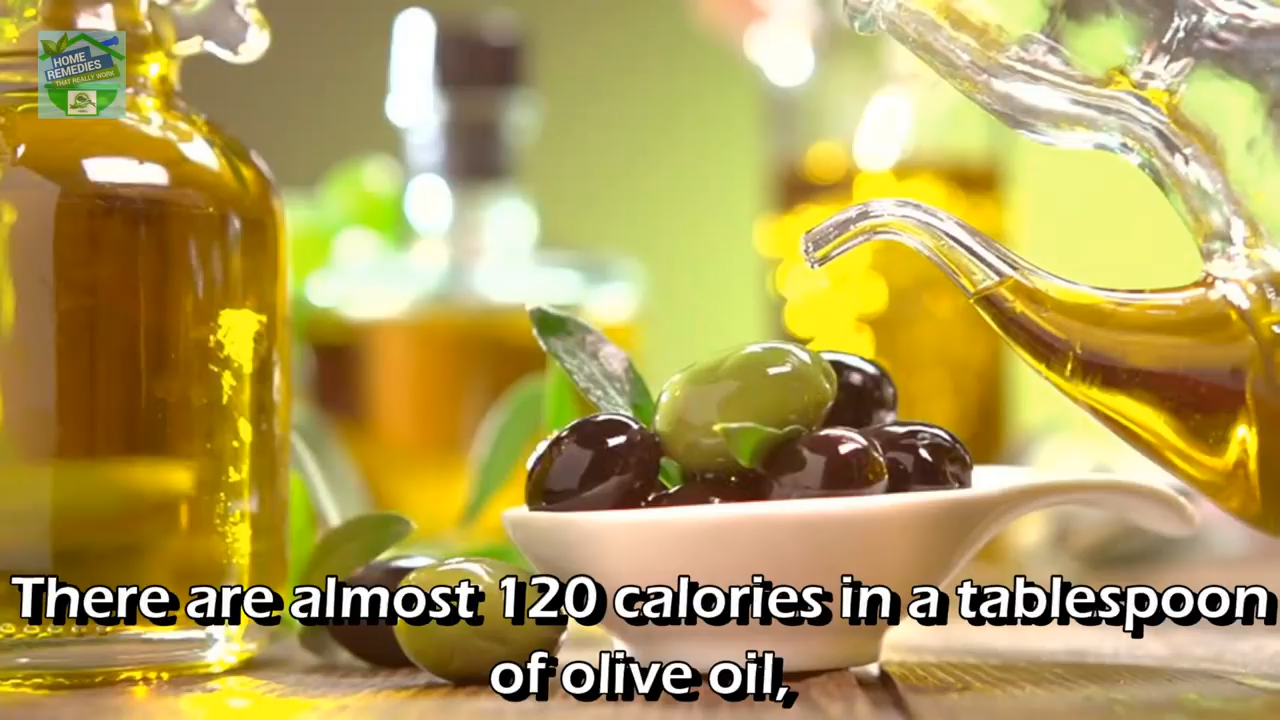 HOME
REMEDIES
THAT REALLY WORK
There are almost 120 calories in a tablespoon
of olive oil,